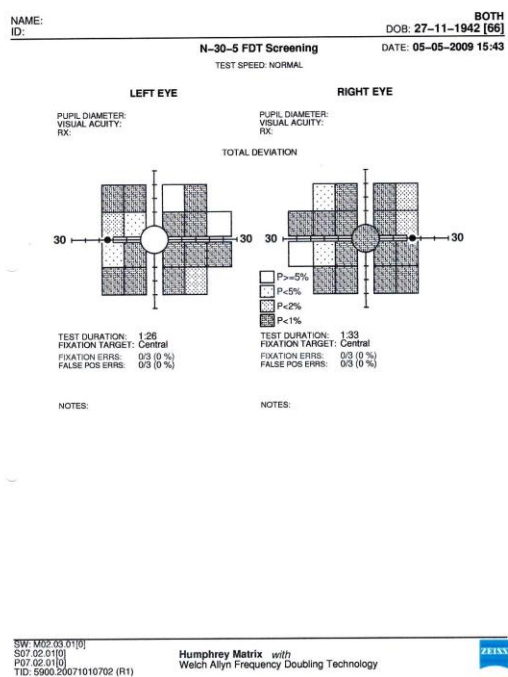 NAME:
BOTH
ID:
DOB: 27–11–1942 [66]
N–30–5 FDT Screening
DATE: 05–05–2009 15:43
TEST SPEED: NORMAL
LEFT EYE
RIGHT EYE
PUPIL DIAMETER:
VISUAL ACUITY:
RX:
PUPIL DIAMETER:
VISUAL ACUITY:
RX:
TOTAL DEVIATION
30
30
30
30
P>=5%
P<5%
P<2%
P<1%
TEST DURATION: 1:26
FIXATION TARGET: Central
FIXATION ERRS: 0/3 (0 %)
FALSE POS ERRS: 0/3 (0 %)
TEST DURATION: 1:33
FIXATION TARGET: Central
FIXATION ERRS: 0/3 (0 %)
FALSE POS ERRS: 0/3 (0 %)
NOTES:
NOTES:
SW: M02.03.01[0]
S07.02.01[0]
P07.02.01[0]
TID: 5900.20071010702 (R1)
Humphrey Matrix with
Welch Allyn Frequency Doubling Technology
ZEISS